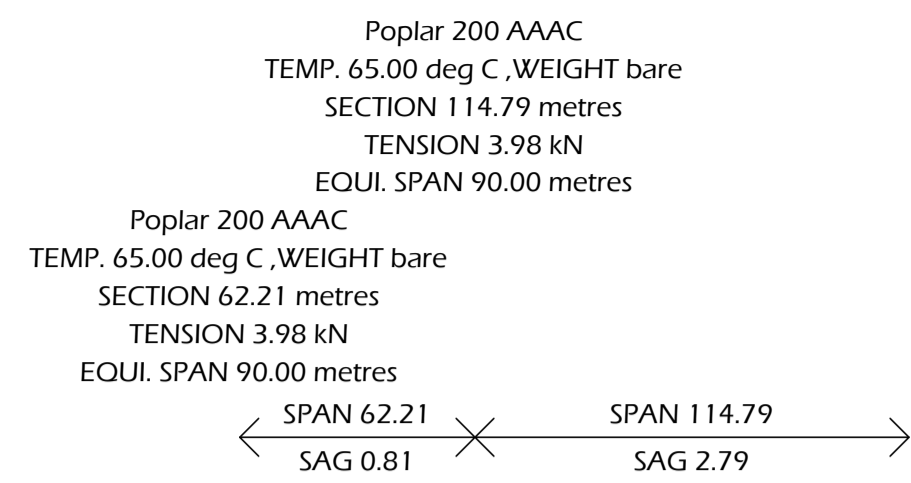 Poplar 200 AAAC
TEMP. 65.00 deg C ,WEIGHT bare
SECTION 114.79 metres
TENSION 3.98 kN
EQUI. SPAN 90.00 metres
Poplar 200 AAAC
TEMP. 65.00 deg C ,WEIGHT bare
SECTION 62.21 metres
TENSION 3.98 kN
EQUI. SPAN 90.00 metres
SPAN 62.21 SPAN 114.79
SAG 0.81 SAG 2.79